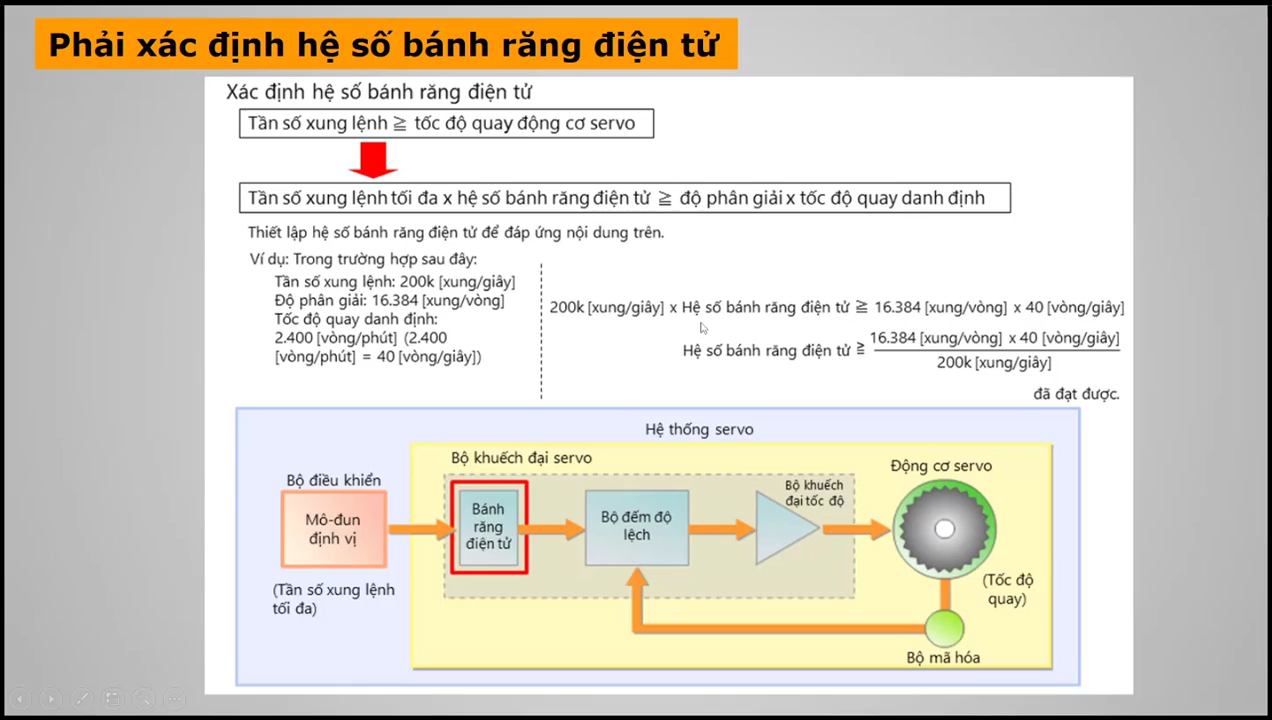 Phải xác định hệ số bánh răng điện tử
Xác định hệ số bánh răng điện tử
Tần số xung lệnh ≧ tốc độ quay động cơ servo
Tần số xung lệnh tối đa x hệ số bánh răng điện tử ≧ độ phân giải x tốc độ quay danh định
Thiết lập hệ số bánh răng điện tử để đáp ứng nội dung trên.
Ví dụ: Trong trường hợp sau đây:
Tần số xung lệnh: 200k [xung/giây]
Độ phân giải: 16.384 [xung/vòng]
Tốc độ quay danh định:
2.400 [vòng/phút] (2.400
[vòng/phút] = 40 [vòng/giây])
200k [xung/giây] x Hệ số bánh răng điện tử ≧ 16.384 [xung/vòng] x 40 [vòng/giây]
Hệ số bánh răng điện tử ≧ 16.384 [xung/vòng] x 40 [vòng/giây]
200k [xung/giây]
đã đạt được.
Hệ thống servo
Bộ khuếch đại servo
Bộ điều khiển
Mô-đun
định vị
(Tần số xung lệnh
tối đa)
Bánh
răng
điện tử
Bộ đếm độ
lệch
Bộ khuếch
đại tốc độ
Động cơ servo
(Tốc độ
quay)
Bộ mã hóa